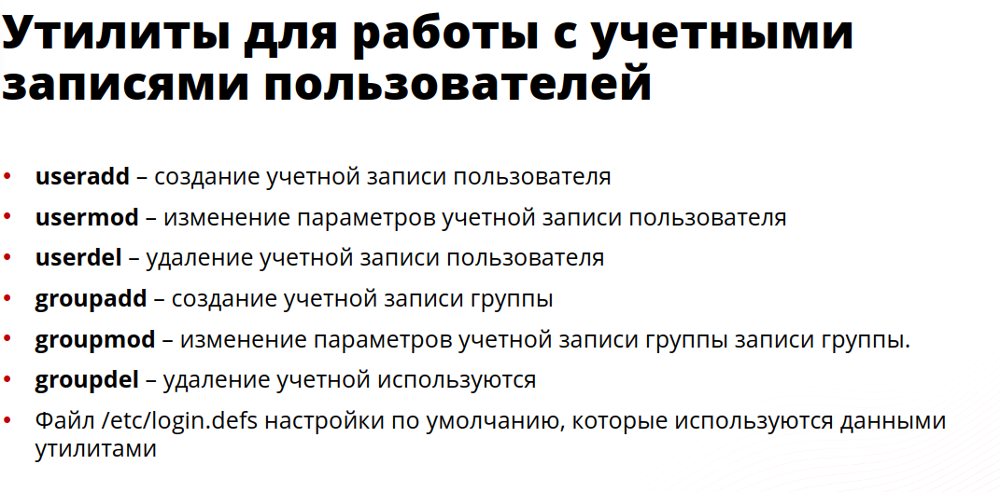 Утилиты для работы с учетными
записями пользователей
• useradd – создание учетной записи пользователя
• usermod – изменение параметров учетной записи пользователя
• userdel – удаление учетной записи пользователя
• groupadd – создание учетной записи группы
• groupmod – изменение параметров учетной записи группы записи группы.
• groupdel – удаление учетной используются
• Файл /etc/login.defs настройки по умолчанию, которые используются данными
утилитами